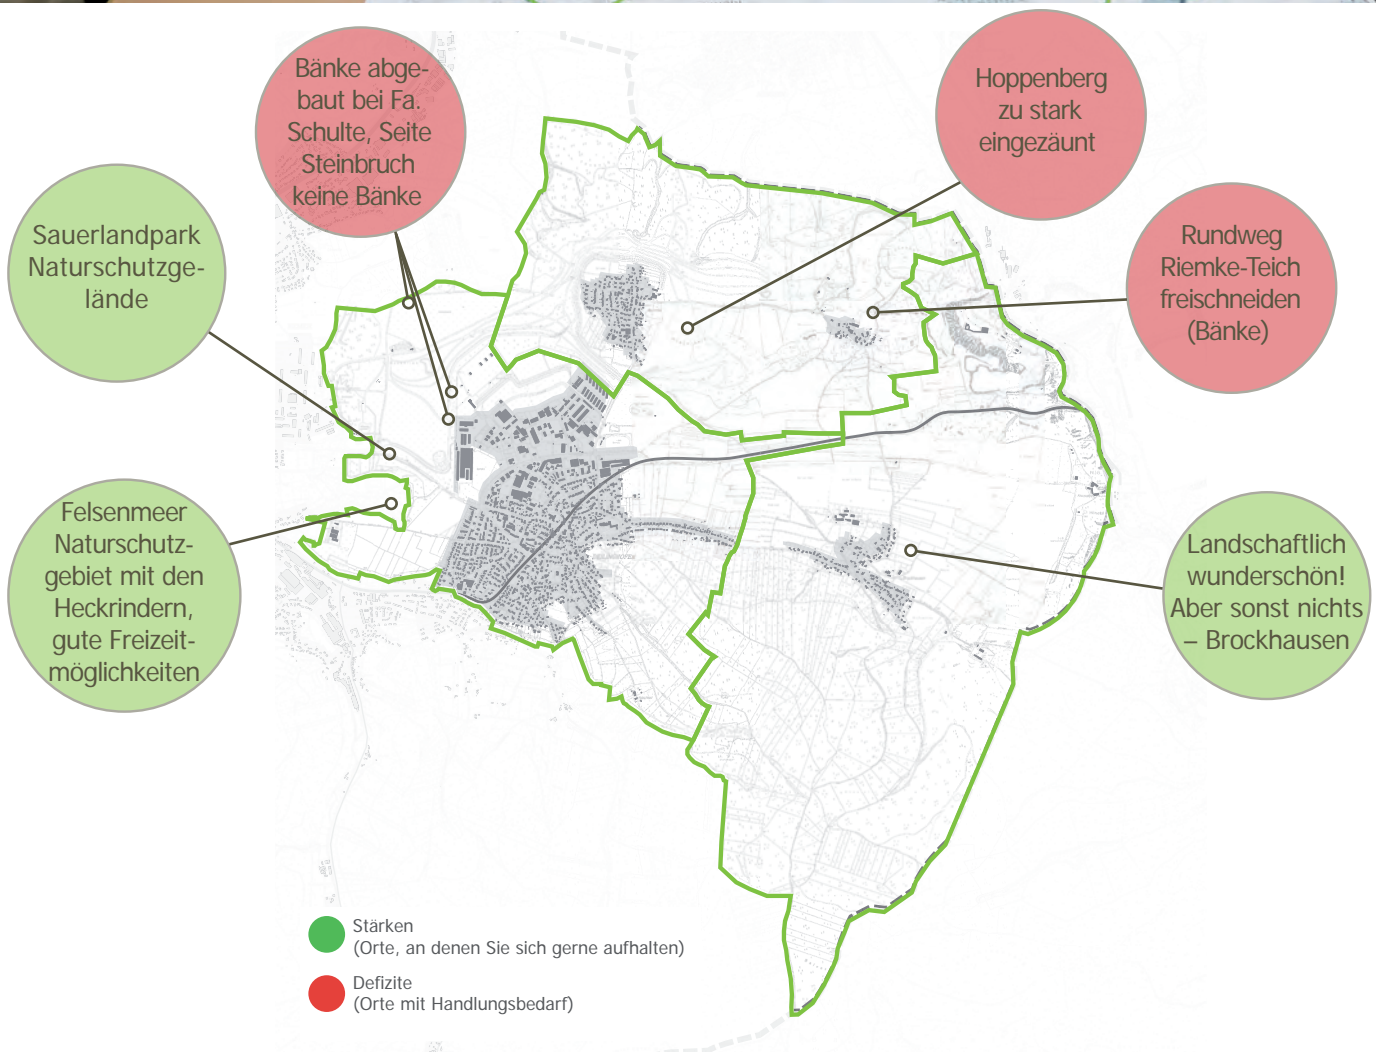 Bänke abge-
baut bei Fa.
Schulte, Seite
Steinbruch
keine Bänke
Hoppenberg
zu stark
eingezäunt
Sauerlandpark
Naturschutzge-
lände
Rundweg
Riemke-Teich
freischneiden
(Bänke)
Felsenmeer
Naturschutz-
gebiet mit den
Heckrindern,
gute Freizeit-
möglichkeiten
Landschaftlich
wunderschön!
Aber sonst nichts
– Brockhausen
Stärken
(Orte, an denen Sie sich gerne aufhalten)
Defizite
(Orte mit Handlungsbedarf)